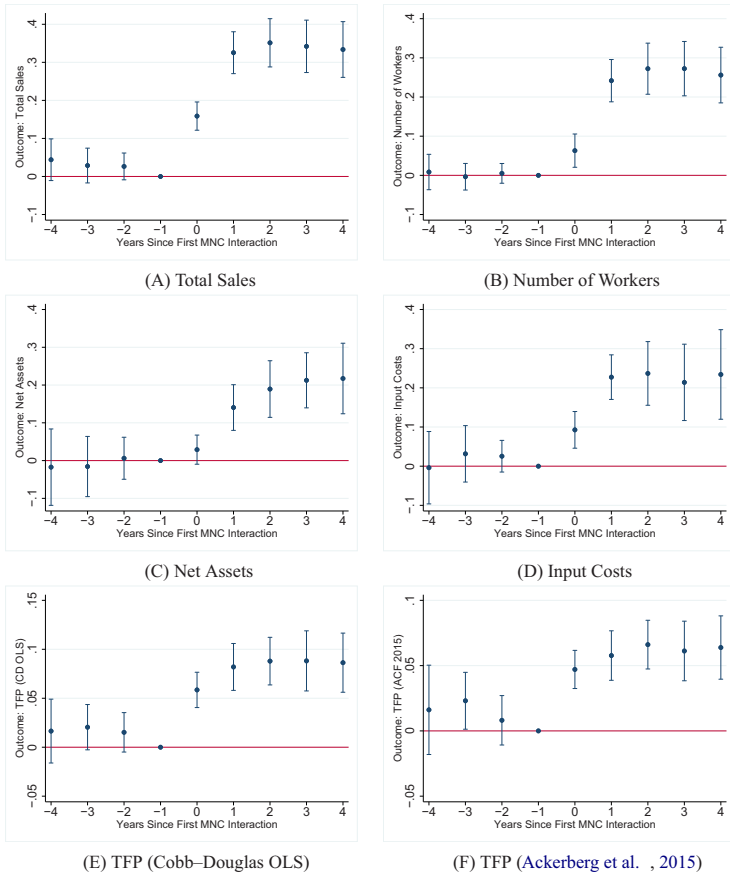 .4
.3
.2
.1
0
-.1
Outcome: Total Sales
-4 -3 -2 -1 0 1 2 3 4
Years Since First MNC Interaction
(A) Total Sales
.4
.3
.2
.1
0
-.1
Outcome: Number of Workers
-4 -3 -2 -1 0 1 2 3 4
Years Since First MNC Interaction
(B) Number of Workers
.4
.3
.2
.1
0
-.1
Outcome: Net Assets
-4 -3 -2 -1 0 1 2 3 4
Years Since First MNC Interaction
(C) Net Assets
.4
.3
.2
.1
0
-.1
Outcome: Input Costs
-4 -3 -2 -1 0 1 2 3 4
Years Since First MNC Interaction
(D) Input Costs
.15
.1
.05
0
-.05
Outcome: TFP (CD OLS)
-4 -3 -2 -1 0 1 2 3 4
Years Since First MNC Interaction
(E) TFP (Cobb–Douglas OLS)
.1
.05
0
-.05
Outcome: TFP (ACF 2015)
-4 -3 -2 -1 0 1 2 3 4
Years Since First MNC Interaction
(F) TFP (Ackerberg et al. , 2015)